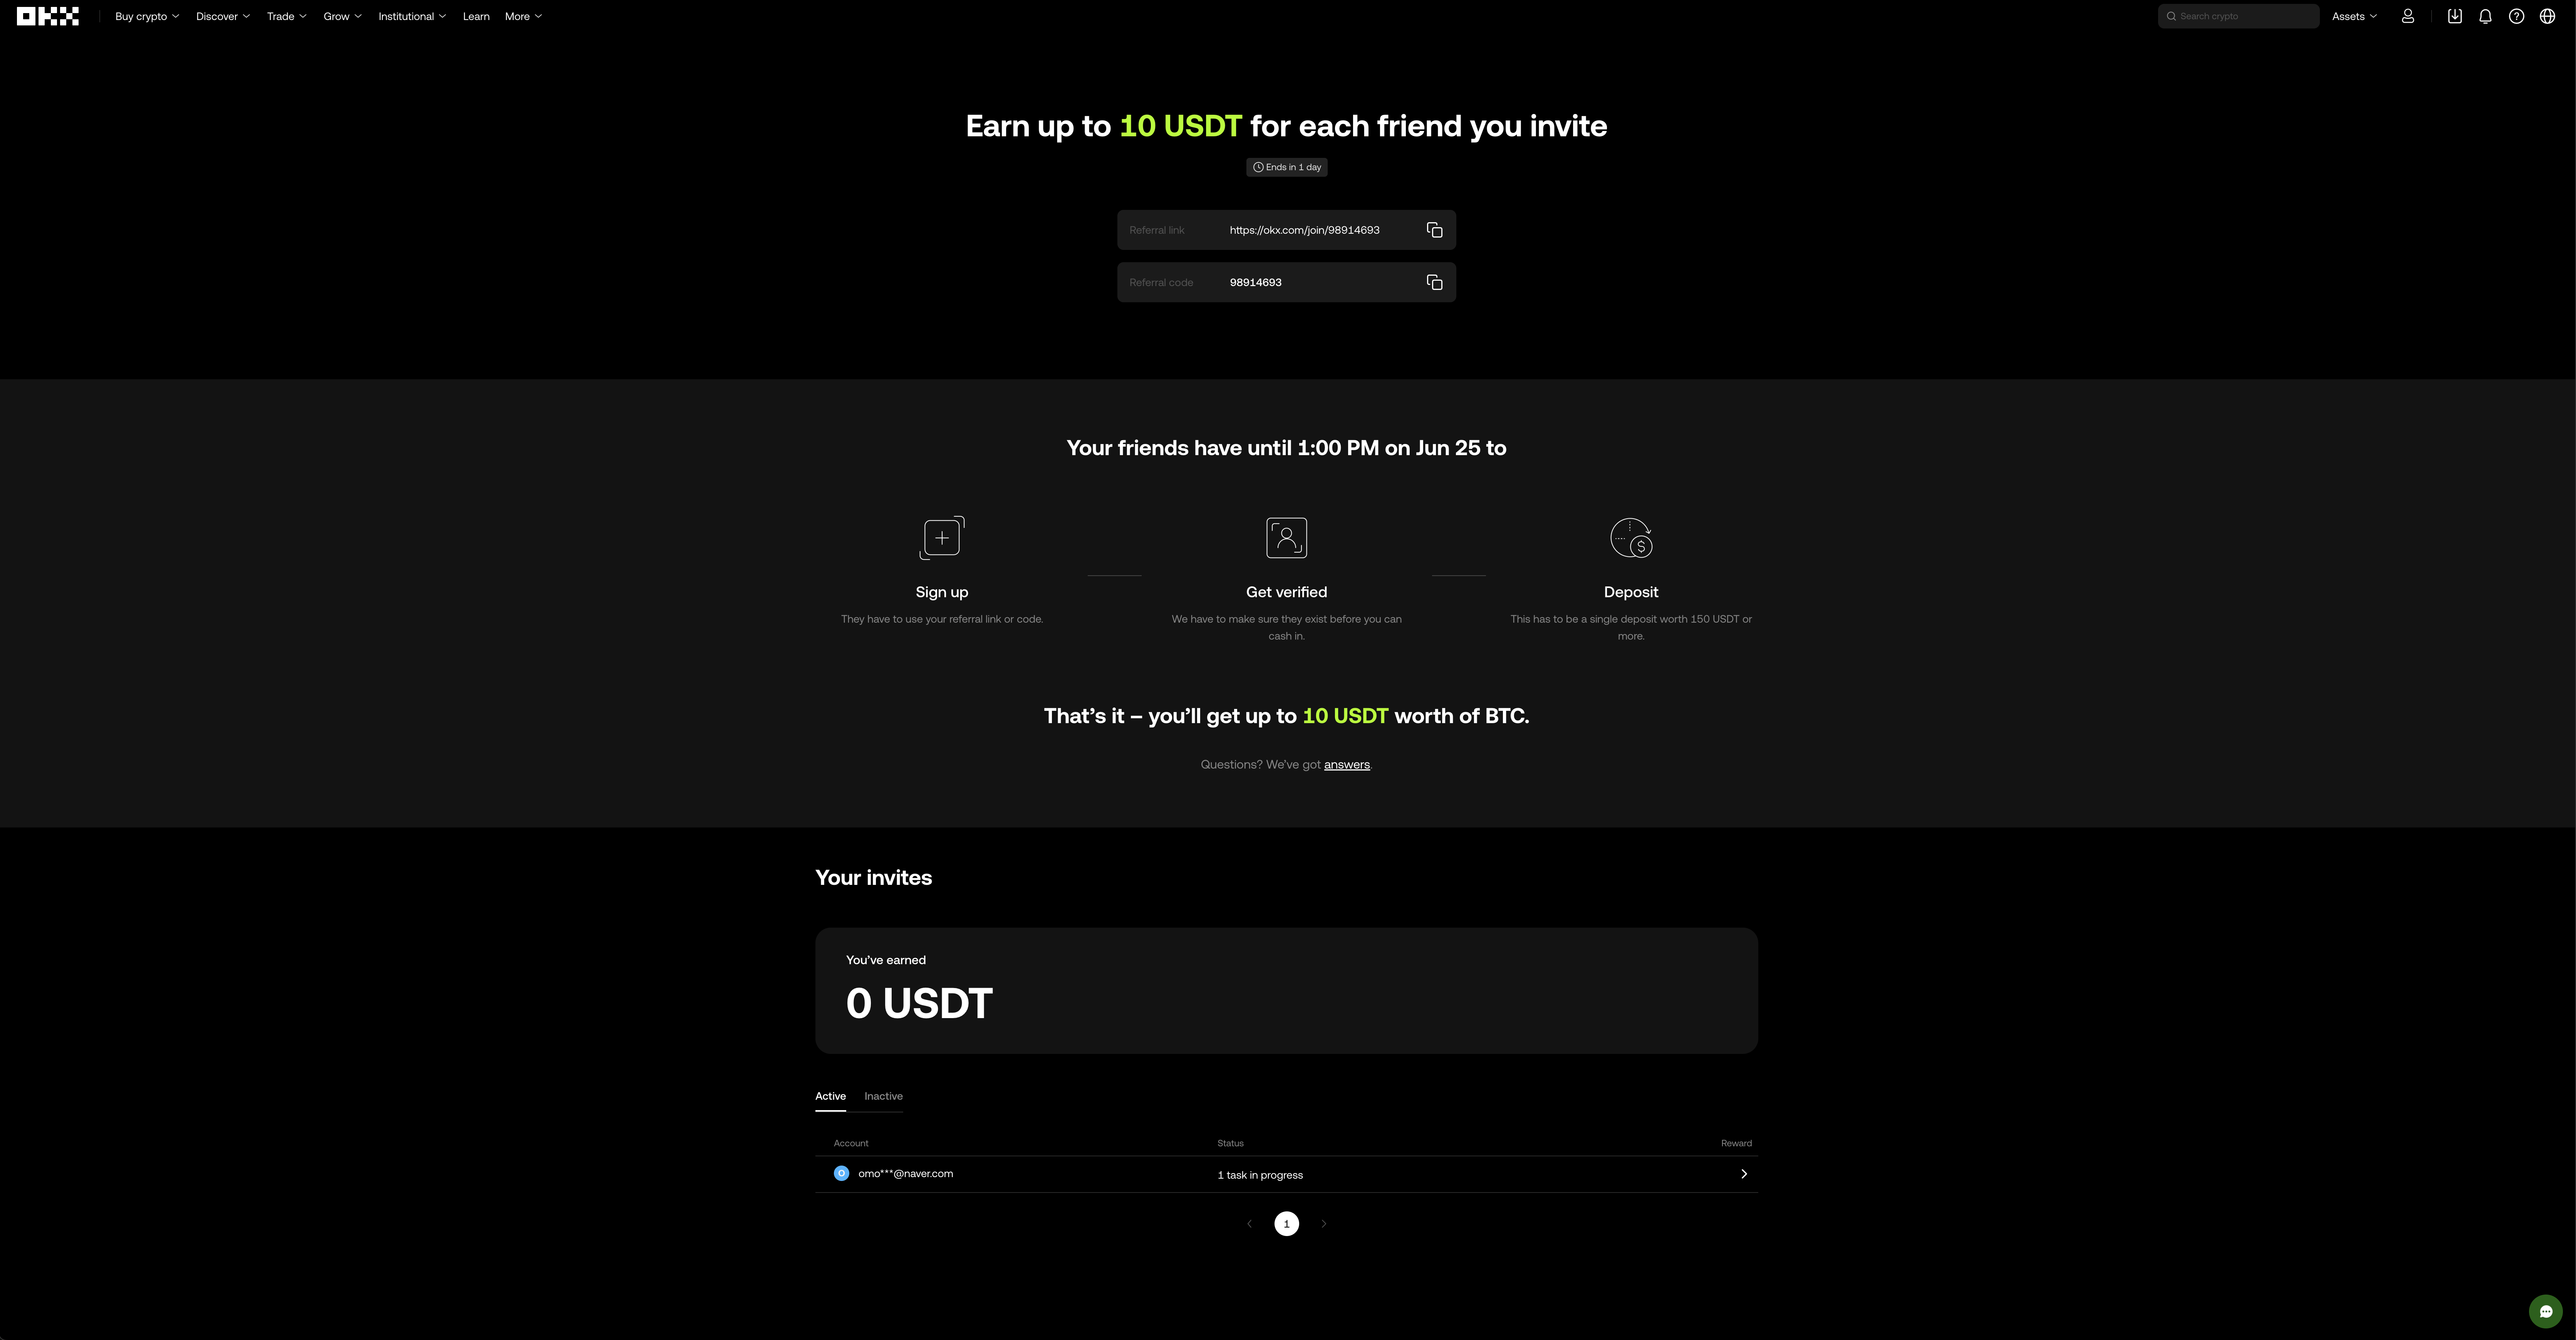 OKX
Buy crypto Discover Trade Grow Institutional Learn More
Search crypto
Assets
Earn up to 10 USDT for each friend you invite
Ends in 1 day
Referral link https://okx.com/join/98914693
Referral code 98914693
Your friends have until 1:00 PM on Jun 25 to
Sign up
They have to use your referral link or code.
Get verified
We have to make sure they exist before you can
cash in.
Deposit
This has to be a single deposit worth 150 USDT or
more.
That’s it – you’ll get up to 10 USDT worth of BTC.
Questions? We’ve got answers.
Your invites
You’ve earned
0 USDT
Active Inactive
Account Status Reward
O omo***@naver.com 1 task in progress
1